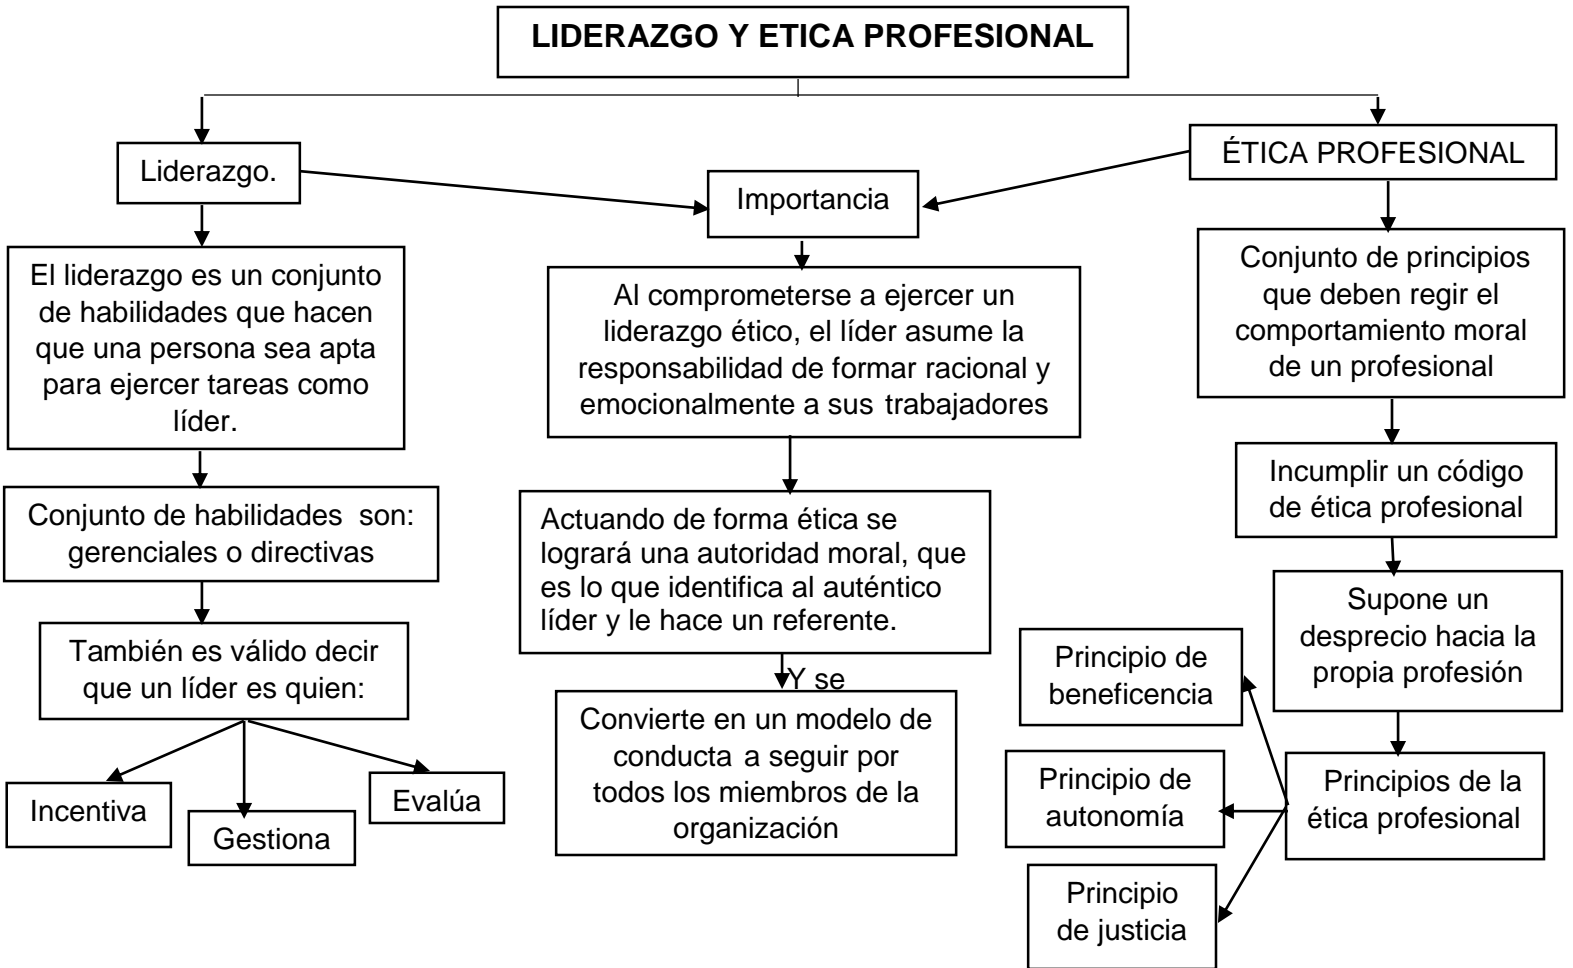 LIDERAZGO Y ETICA PROFESIONAL
Liderazgo.
El liderazgo es un conjunto
de habilidades que hacen
que una persona sea apta
para ejercer tareas como
líder.
Conjunto de habilidades son:
gerenciales o directivas
También es válido decir
que un líder es quien:
Incentiva
Gestiona
Evalúa
Importancia
Al comprometerse a ejercer un
liderazgo ético, el líder asume la
responsabilidad de formar racional y
emocionalmente a sus trabajadores
Actuando de forma ética se
logrará una autoridad moral, que
es lo que identifica al auténtico
líder y le hace un referente.
Y se
Convierte en un modelo de
conducta a seguir por
todos los miembros de la
organización
ÉTICA PROFESIONAL
Conjunto de principios
que deben regir el
comportamiento moral
de un profesional
Incumplir un código
de ética profesional
Supone un
desprecio hacia la
propia profesión
Principios de la
ética profesional
Principio de
beneficencia
Principio de
autonomía
Principio
de justicia